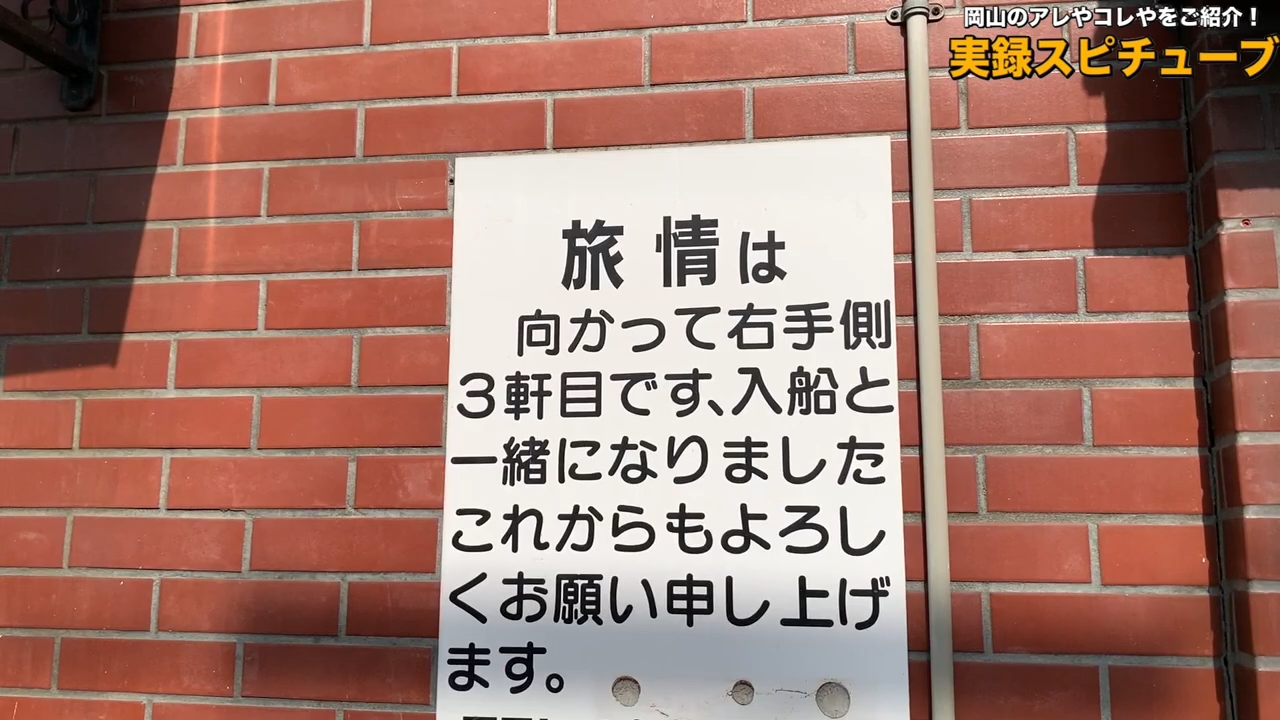 岡山のアレやコレやをご紹介！
実録スピチューブ
旅情は
向かって右手側
３軒目です、入船と
一緒になりました
これからもよろし
くお願い申し上げ
ます。